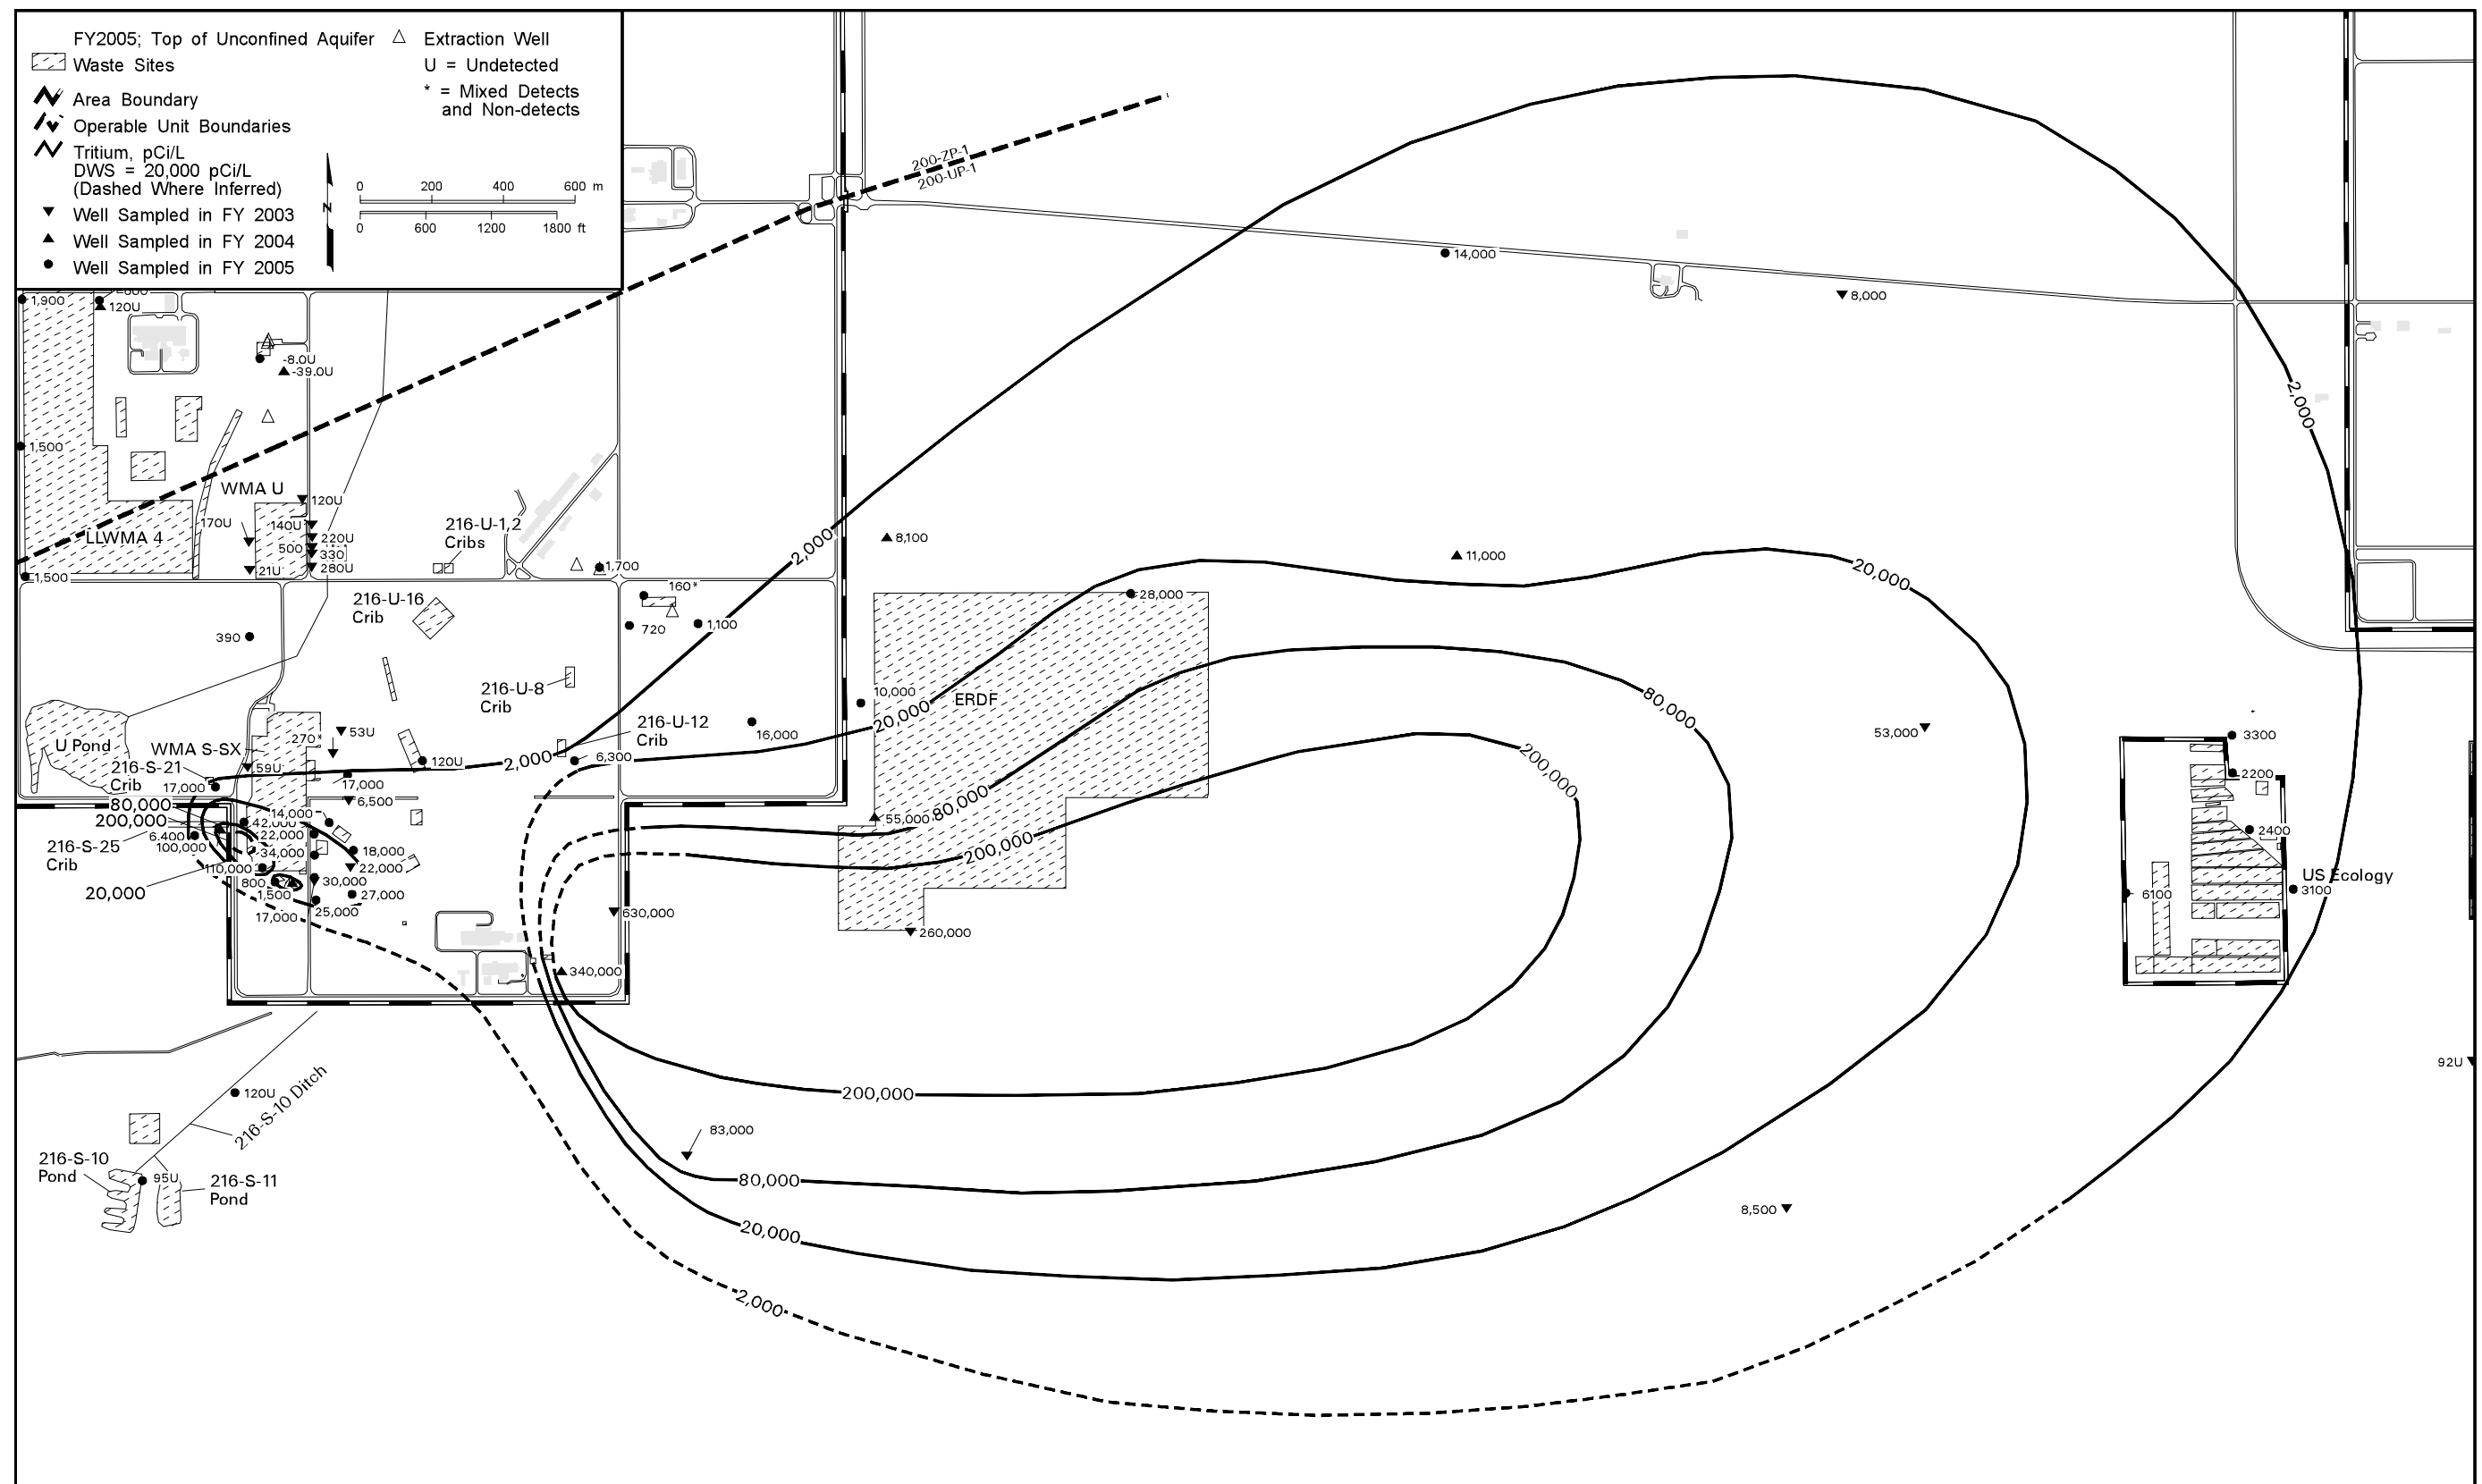 FY2005; Top of Unconfined Aquifer
Waste Sites
Area Boundary
Operable Unit Boundaries
Tritium, pCi/L
DWS = 20,000 pCi/L
(Dashed Where Inferred)
Well Sampled in FY 2003
Well Sampled in FY 2004
Well Sampled in FY 2005
Extraction Well
U = Undetected
* = Mixed Detects
and Non-detects
N
0 200 400 600 m
0 600 1200 1800 ft
200-ZP-1
200-UP-1
14,000
8,000
1,900
120U
-8.0U
-39.0U
2,000
1,500
WMA U
120U
170U
140U
220U
500
330
280U
21U
LLWMA 4
1,500
216-U-1,2
Cribs
2,000
8,100
11,000
1,700
160*
20,000
28,000
216-U-16
Crib
390
720
1,100
216-U-8
Crib
10,000
ERDF
20,000
80,000
216-U-12
Crib
16,000
53,000
3300
U Pond
WMA S-SX
270*
53U
216-S-21
Crib
59U
120U
2,000
6,300
200,000
2200
17,000
17,000
80,000
6,500
200,000
14,000
42,000
22,000
55,000
80,000
2400
6,400
100,000
216-S-25
Crib
34,000
18,000
200,000
110,000
22,000
US Ecology
800
30,000
3100
20,000
1,500
27,000
6100
17,000
25,000
630,000
260,000
340,000
92U
120U
216-S-10 Ditch
200,000
83,000
216-S-10
Pond
95U
216-S-11
Pond
80,000
8,500
20,000
2,000